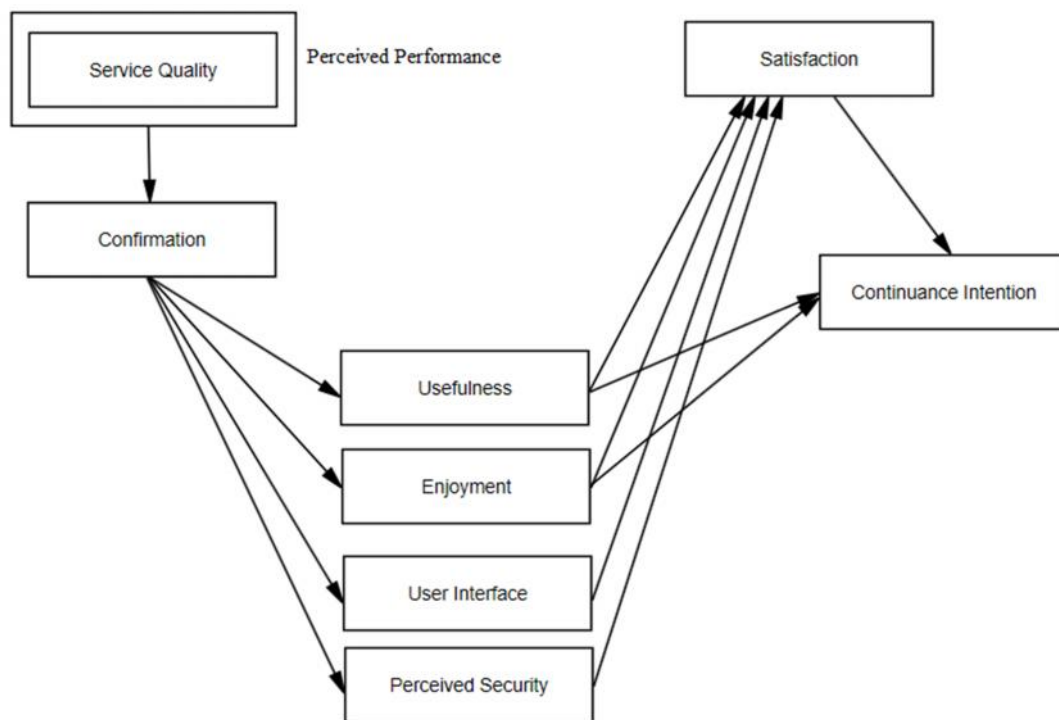 Service Quality
Perceived Performance
Satisfaction
Confirmation
Continuance Intention
Usefulness
Enjoyment
User Interface
Perceived Security